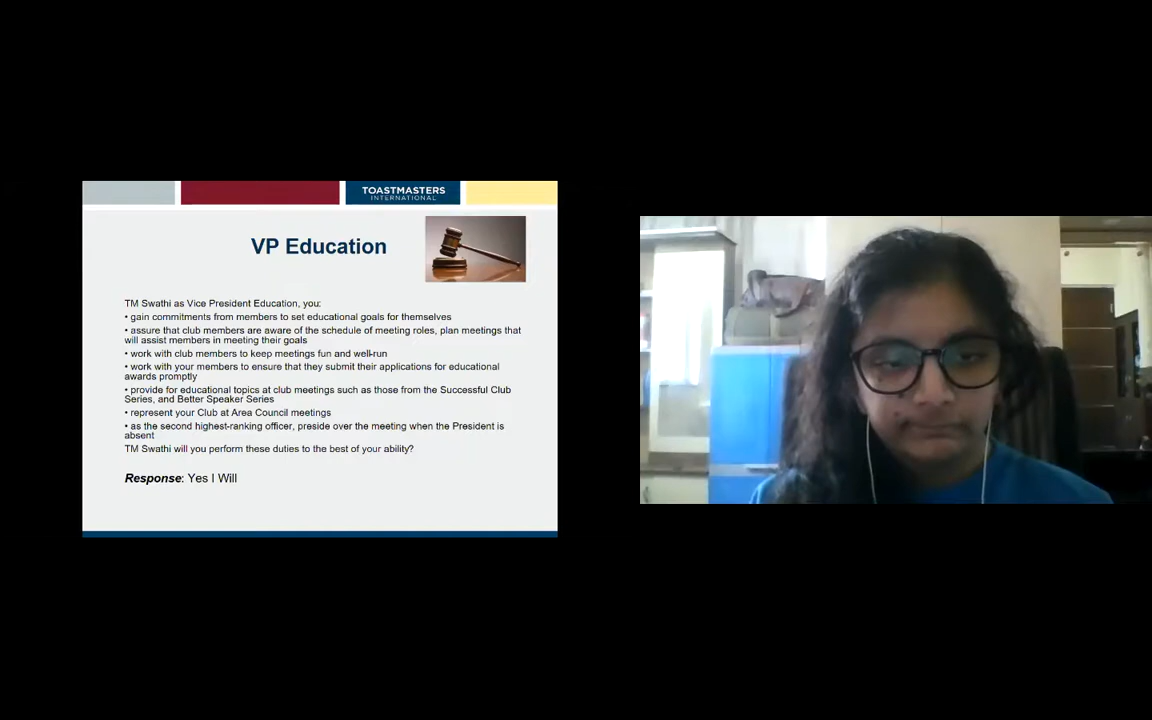 TOASTMASTERS
INTERNATIONAL
VP Education
TM Swathi as Vice President Education, you:
• gain commitments from members to set educational goals for themselves
• assure that club members are aware of the schedule of meeting roles, plan meetings that
will assist members in meeting their goals
• work with club members to keep meetings fun and well-run
• work with your members to ensure that they submit their applications for educational
awards promptly
• provide for educational topics at club meetings such as those from the Successful Club
Series, and Better Speaker Series
• represent your Club at Area Council meetings
• as the second highest-ranking officer, preside over the meeting when the President is
absent
TM Swathi will you perform these duties to the best of your ability?
Response: Yes I Will